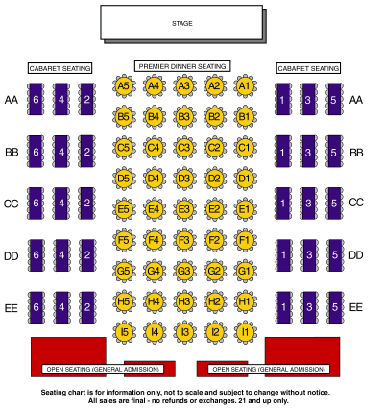 STAGE
CABARET SEATING PREMIER DINNER SEATING CABARET SEATING
A5 A4 A3 A2 A1
AA 6 4 2 1 3 5 AA
B5 B4 B3 B2 B1
BB 6 4 2 C5 C4 C3 C2 C1 1 3 5 BB
D5 D4 D3 D2 D1
CC 6 4 2 E5 E4 E3 E2 E1 1 3 5 CC
F5 F4 F3 F2 F1
DD 6 4 2 1 3 5 DD
G5 G4 G3 G2 G1
EE 6 4 2 H5 H4 H3 H2 H1 1 3 5 EE
I5 I4 I3 I2 I1
OPEN SEATING (GENERAL ADMISSION) OPEN SEATING (GENERAL ADMISSION)
Seating chart is for information only, not to scale and subject to change without notice.
All sales are final - no refunds or exchanges. 21 and up only.